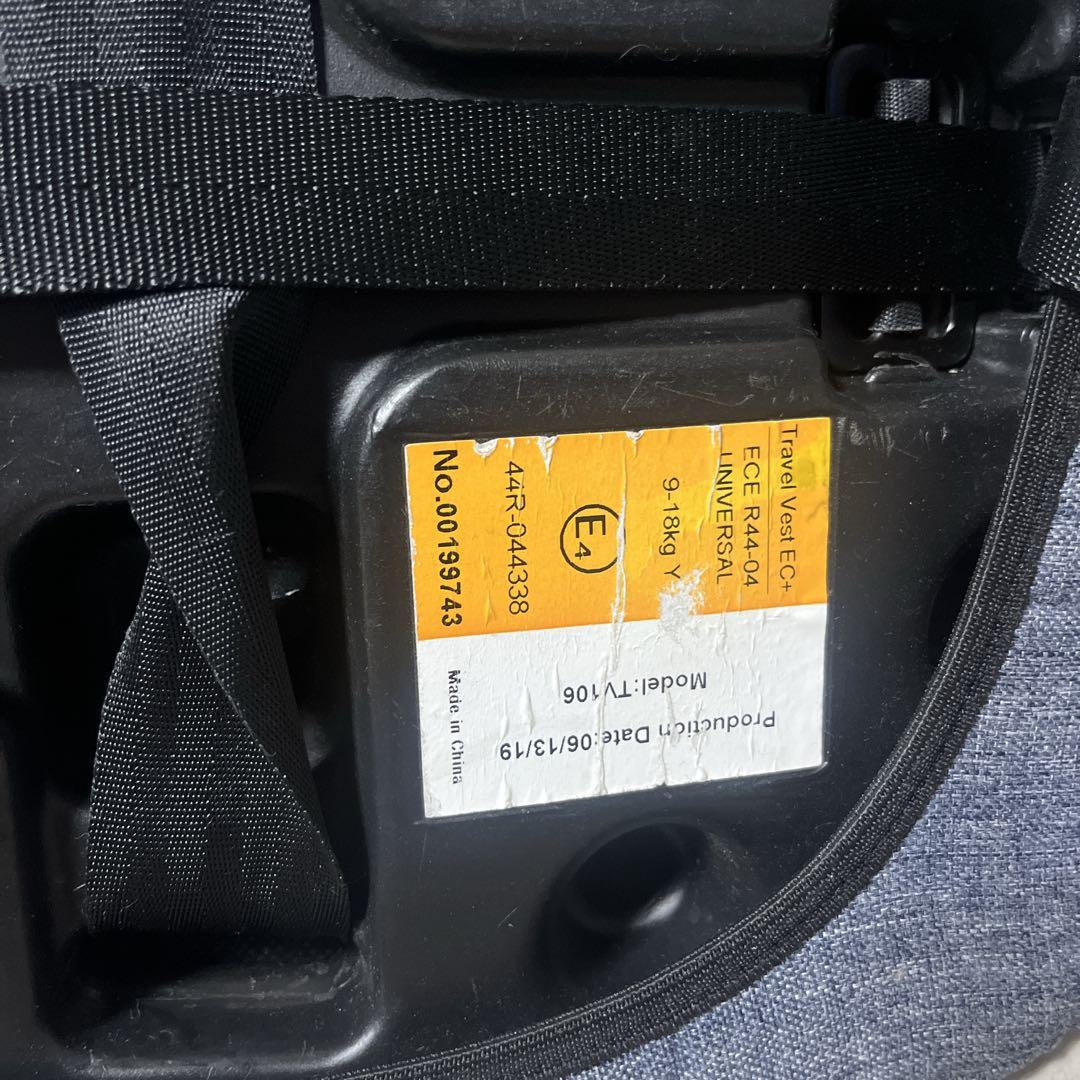 Travel Vest EC+
ECE R44-04
UNIVERSAL
9-18kg Y
E4
44R-044338
No.00199743
Production Date:06/13/19
Model:TV106
Made in China